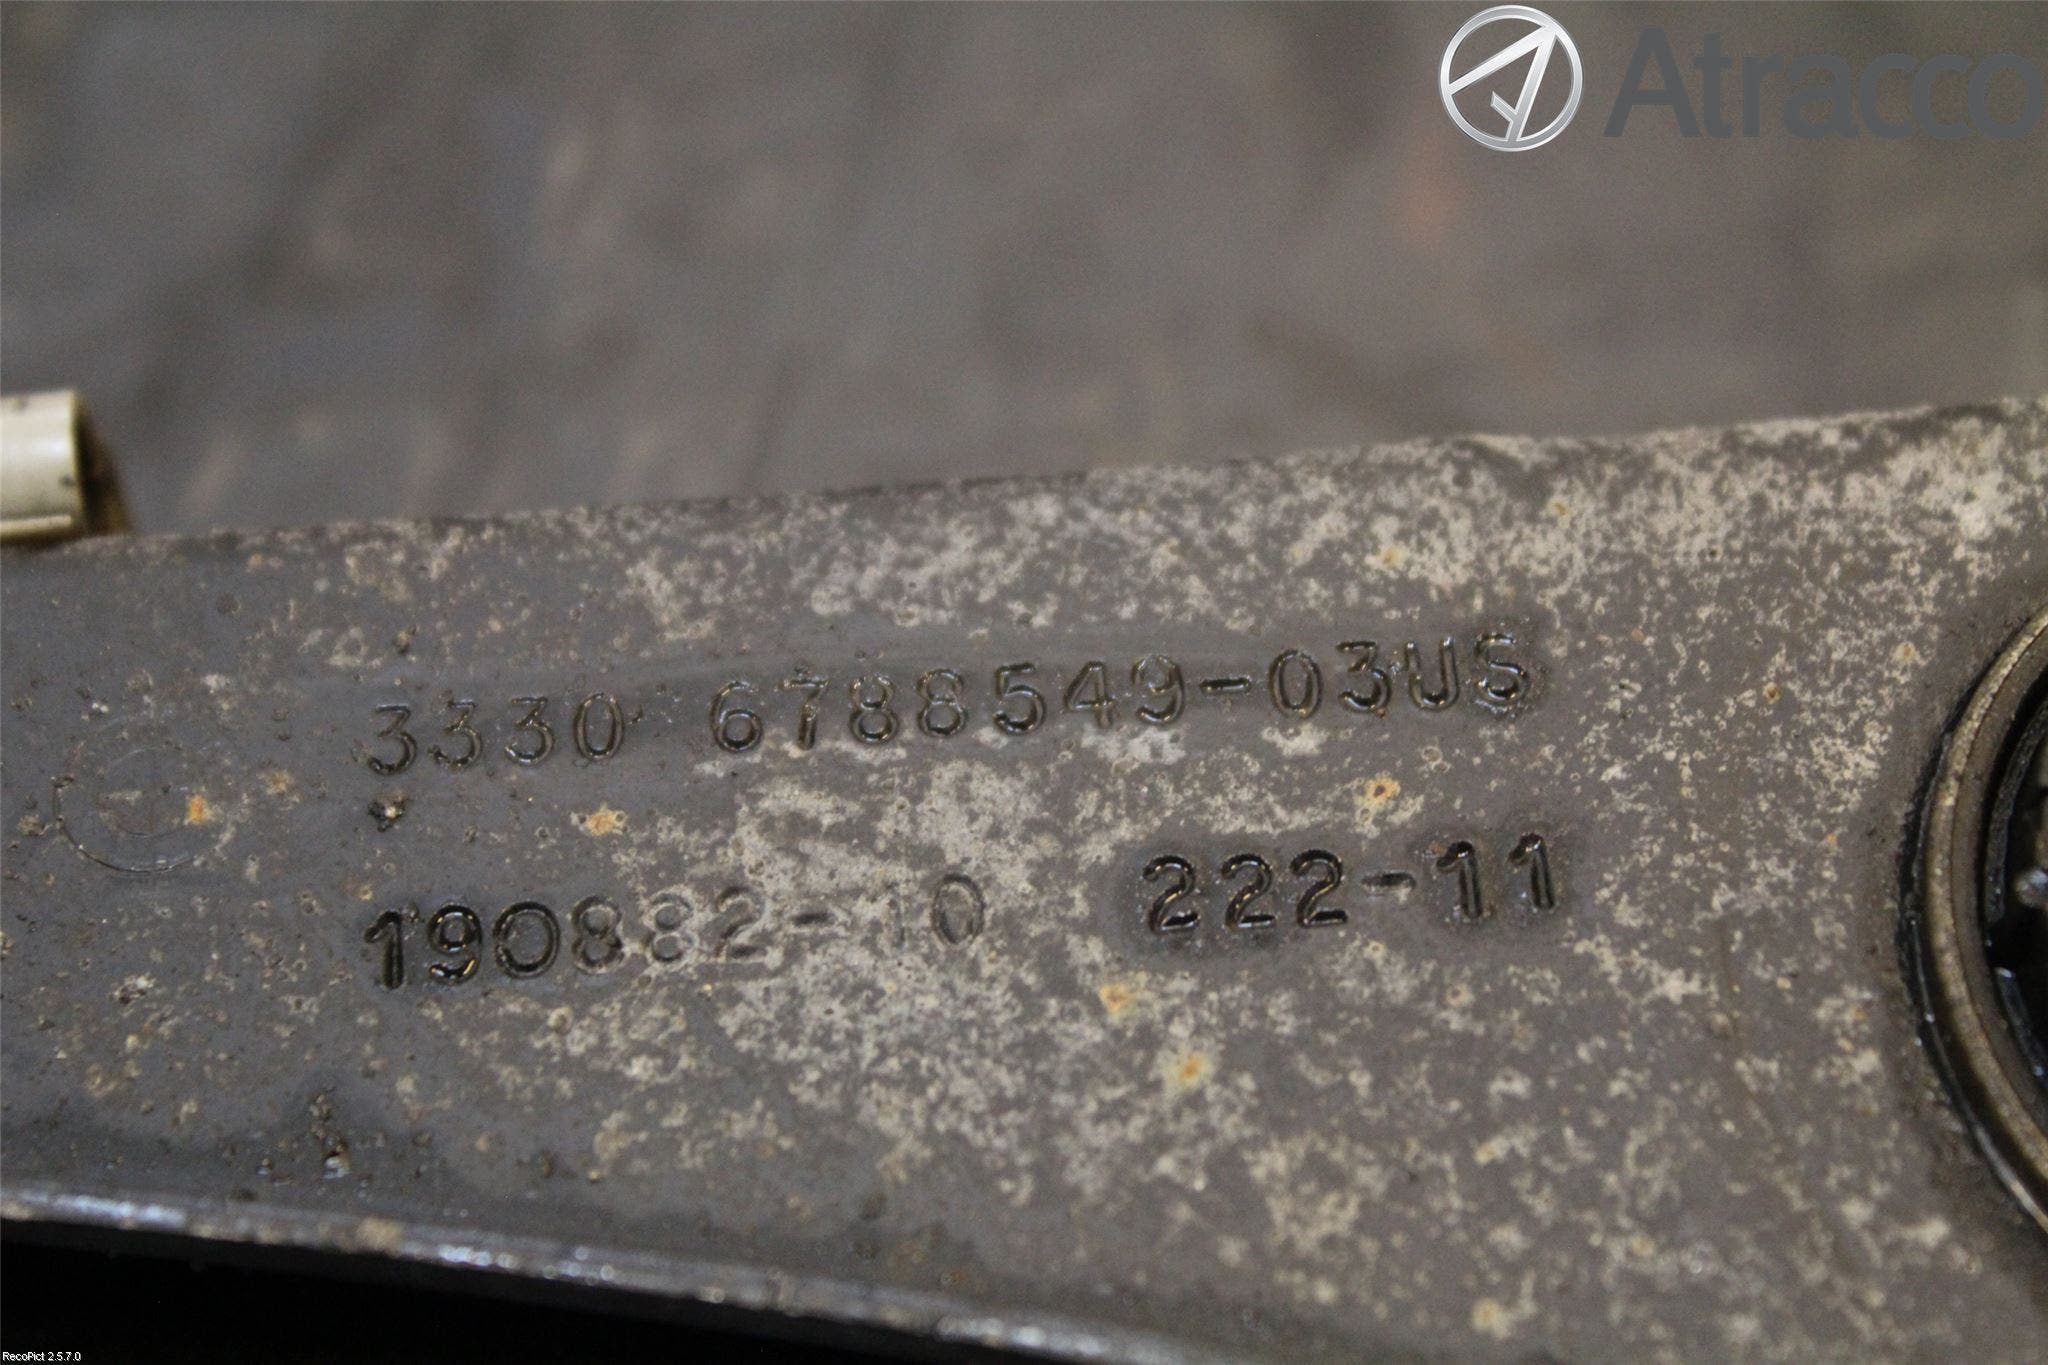 Atracco
3330 6788549-03US
190882-10 222-11
RecoPict 2.5.7.0